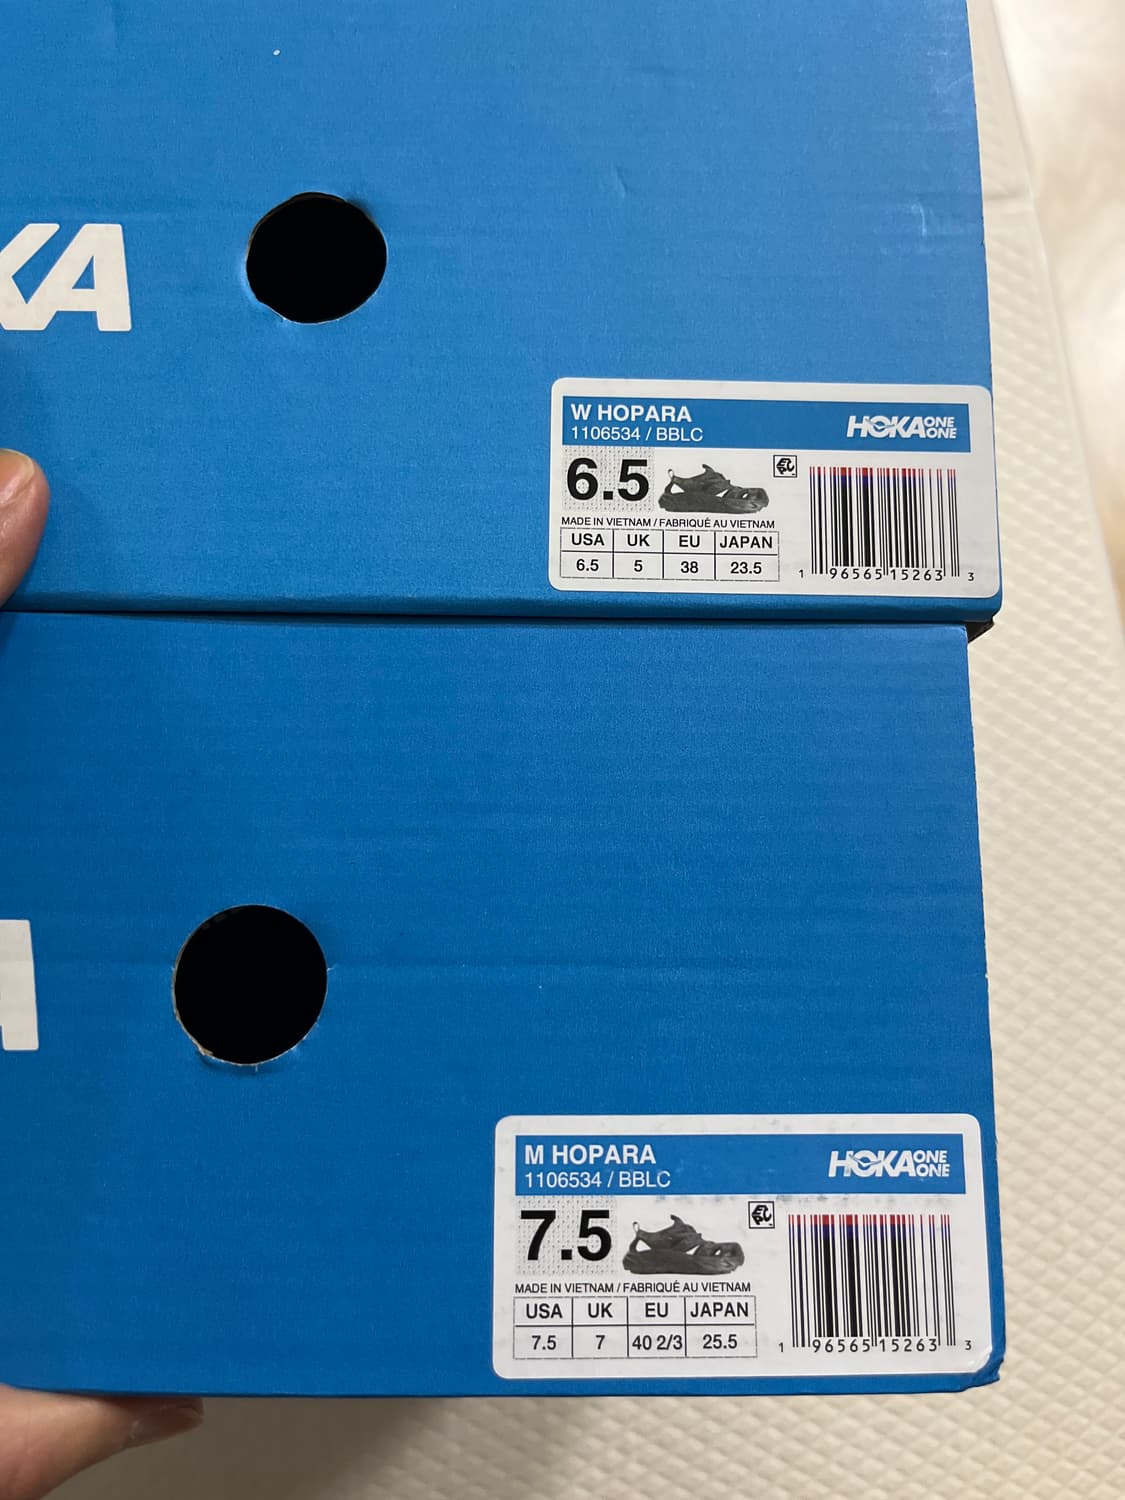 KA
W HOPARA
1106534 / BBLC
HOKA ONE ONE
6.5
MADE IN VIETNAM / FABRIQUÉ AU VIETNAM
USA UK EU JAPAN
6.5 5 38 23.5
1 96565 15263 3
A
M HOPARA
1106534 / BBLC
HOKA ONE ONE
7.5
MADE IN VIETNAM / FABRIQUÉ AU VIETNAM
USA UK EU JAPAN
7.5 7 40 2/3 25.5
1 96565 15263 3